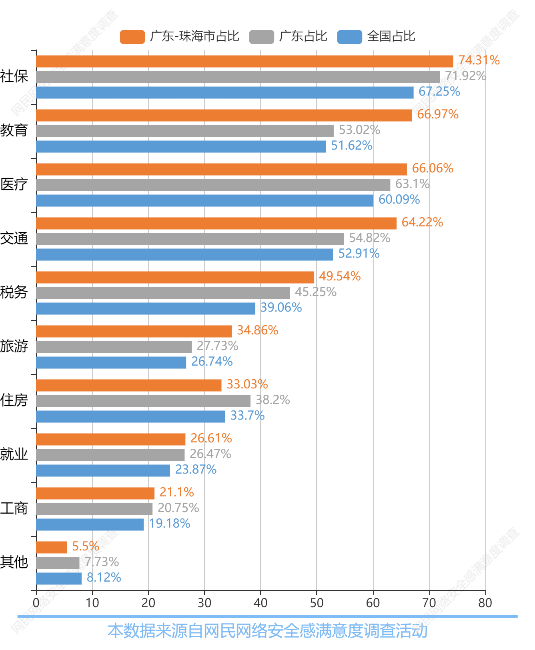 广东-珠海市占比 广东占比 全国占比
社保 74.31% 71.92% 67.25%
教育 66.97% 53.02% 51.62%
医疗 66.06% 63.1% 60.09%
交通 64.22% 54.82% 52.91%
税务 49.54% 45.25% 39.06%
旅游 34.86% 27.73% 26.74%
住房 33.03% 38.2% 33.7%
就业 26.61% 26.47% 23.87%
工商 21.1% 20.75% 19.18%
其他 5.5% 7.73% 8.12%
0 10 20 30 40 50 60 70 80
本数据来源自网民网络安全感满意度调查活动